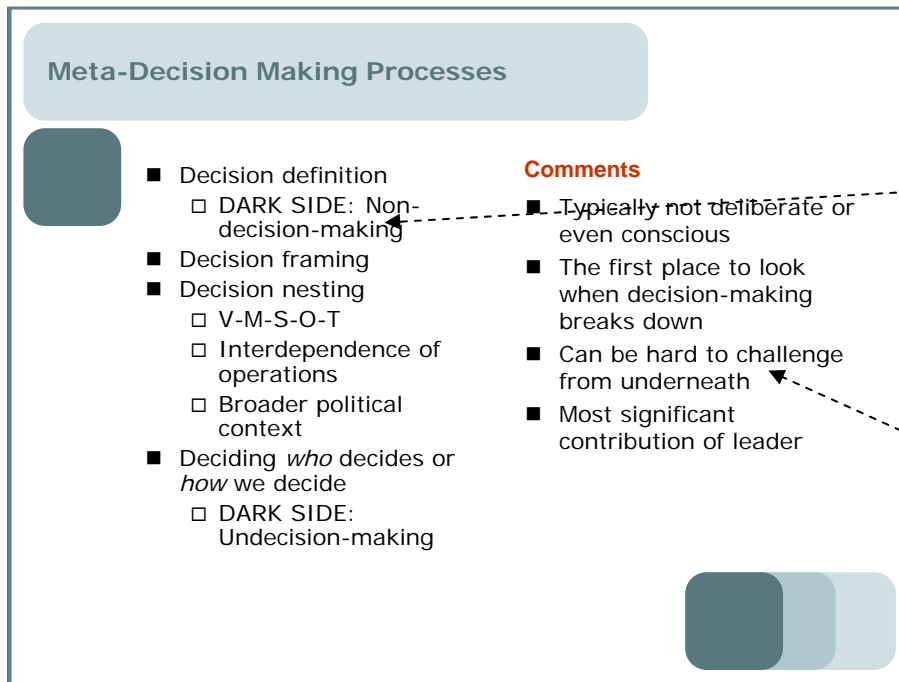 Meta-Decision Making Processes
■ Decision definition
□ DARK SIDE: Non-
decision-making
■ Decision framing
■ Decision nesting
□ V-M-S-O-T
□ Interdependence of
operations
□ Broader political
context
■ Deciding who decides or
how we decide
□ DARK SIDE:
Undecision-making
Comments
■ Typically not deliberate or
even conscious
■ The first place to look
when decision-making
breaks down
■ Can be hard to challenge
from underneath
■ Most significant
contribution of leader